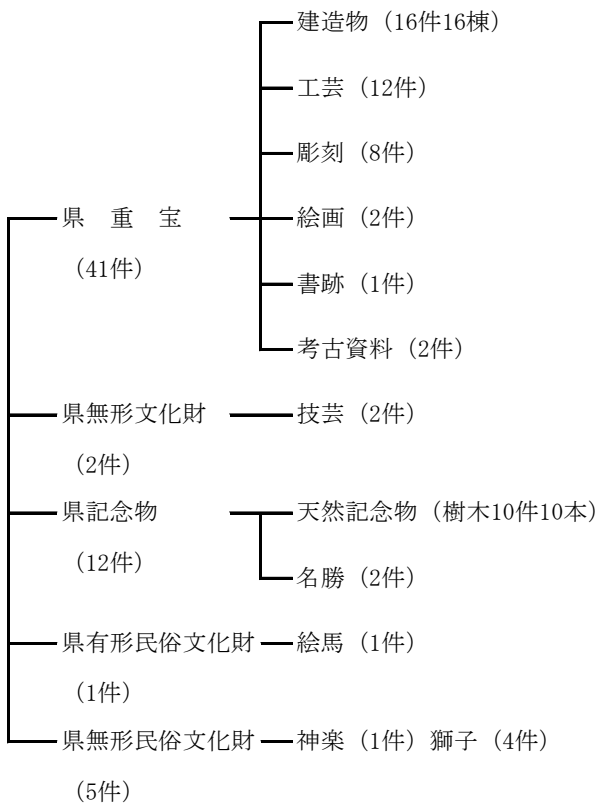 建造物（16件16棟）
工芸（12件）
彫刻（8件）
県　重　宝　絵画（2件）
（41件）
書跡（1件）
考古資料（2件）
県無形文化財　技芸（2件）
（2件）
県記念物　天然記念物（樹木10件10本）
（12件）
名勝（2件）
県有形民俗文化財　絵馬（1件）
（1件）
県無形民俗文化財　神楽（1件）獅子（4件）
（5件）